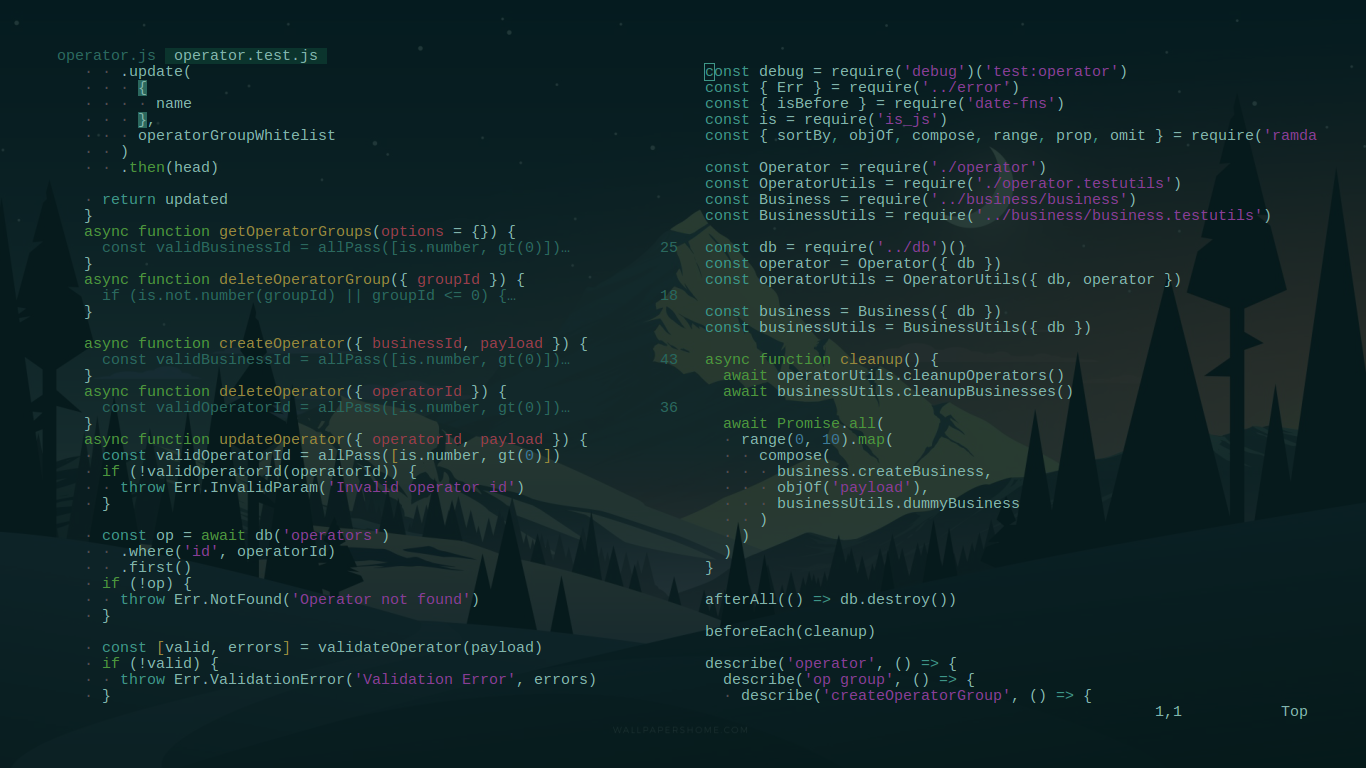 operator.js operator.test.js
.update(
{
name
},
operatorGroupWhitelist
)
.then(head)
return updated
}
async function getOperatorGroups(options = {}) {
const validBusinessId = allPass([is.number, gt(0)])… 25
}
async function deleteOperatorGroup({ groupId }) {
if (is.not.number(groupId) || groupId <= 0) {… 18
}
async function createOperator({ businessId, payload }) {
const validBusinessId = allPass([is.number, gt(0)])… 43
}
async function deleteOperator({ operatorId }) {
const validOperatorId = allPass([is.number, gt(0)])… 36
}
async function updateOperator({ operatorId, payload }) {
const validOperatorId = allPass([is.number, gt(0)])
if (!validOperatorId(operatorId)) {
throw Err.InvalidParam('Invalid operator id')
}
const op = await db('operators')
.where('id', operatorId)
.first()
if (!op) {
throw Err.NotFound('Operator not found')
}
const [valid, errors] = validateOperator(payload)
if (!valid) {
throw Err.ValidationError('Validation Error', errors)
}
const debug = require('debug')('test:operator')
const { Err } = require('../error')
const { isBefore } = require('date-fns')
const is = require('is_js')
const { sortBy, objOf, compose, range, prop, omit } = require('ramda
const Operator = require('./operator')
const OperatorUtils = require('./operator.testutils')
const Business = require('../business/business')
const BusinessUtils = require('../business/business.testutils')
const db = require('../db')()
const operator = Operator({ db })
const operatorUtils = OperatorUtils({ db, operator })
const business = Business({ db })
const businessUtils = BusinessUtils({ db })
async function cleanup() {
await operatorUtils.cleanupOperators()
await businessUtils.cleanupBusinesses()
await Promise.all(
range(0, 10).map(
compose(
business.createBusiness,
objOf('payload'),
businessUtils.dummyBusiness
)
)
)
}
afterAll(() => db.destroy())
beforeEach(cleanup)
describe('operator', () => {
describe('op group', () => {
describe('createOperatorGroup', () => {
1,1 Top
WALLPAPERSHOME.COM